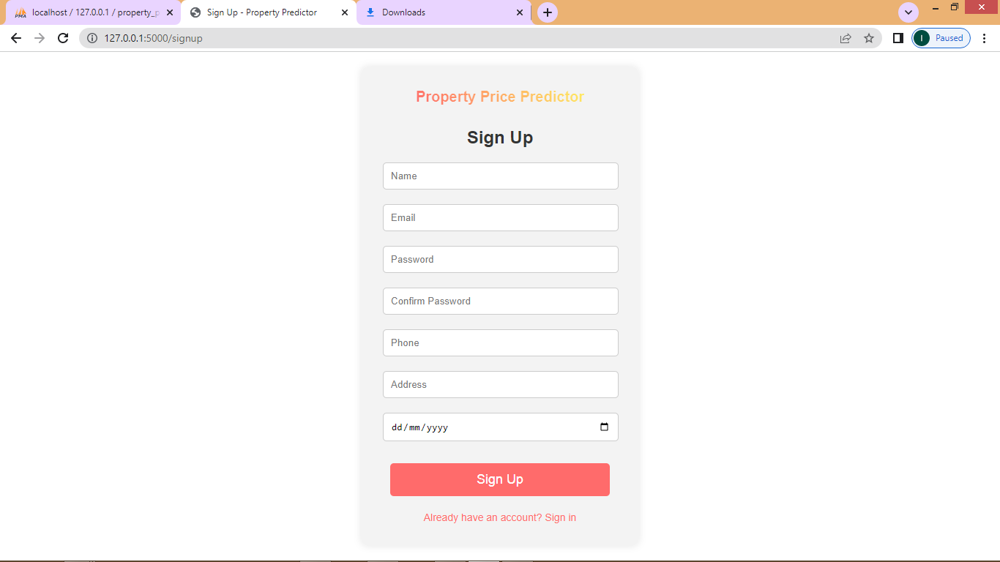 PMA localhost / 127.0.0.1 / property_p
Sign Up - Property Predictor
Downloads
127.0.0.1:5000/signup
I
Paused
Property Price Predictor
Sign Up
Name
Email
Password
Confirm Password
Phone
Address
dd/mm/yyyy
Sign Up
Already have an account? Sign in